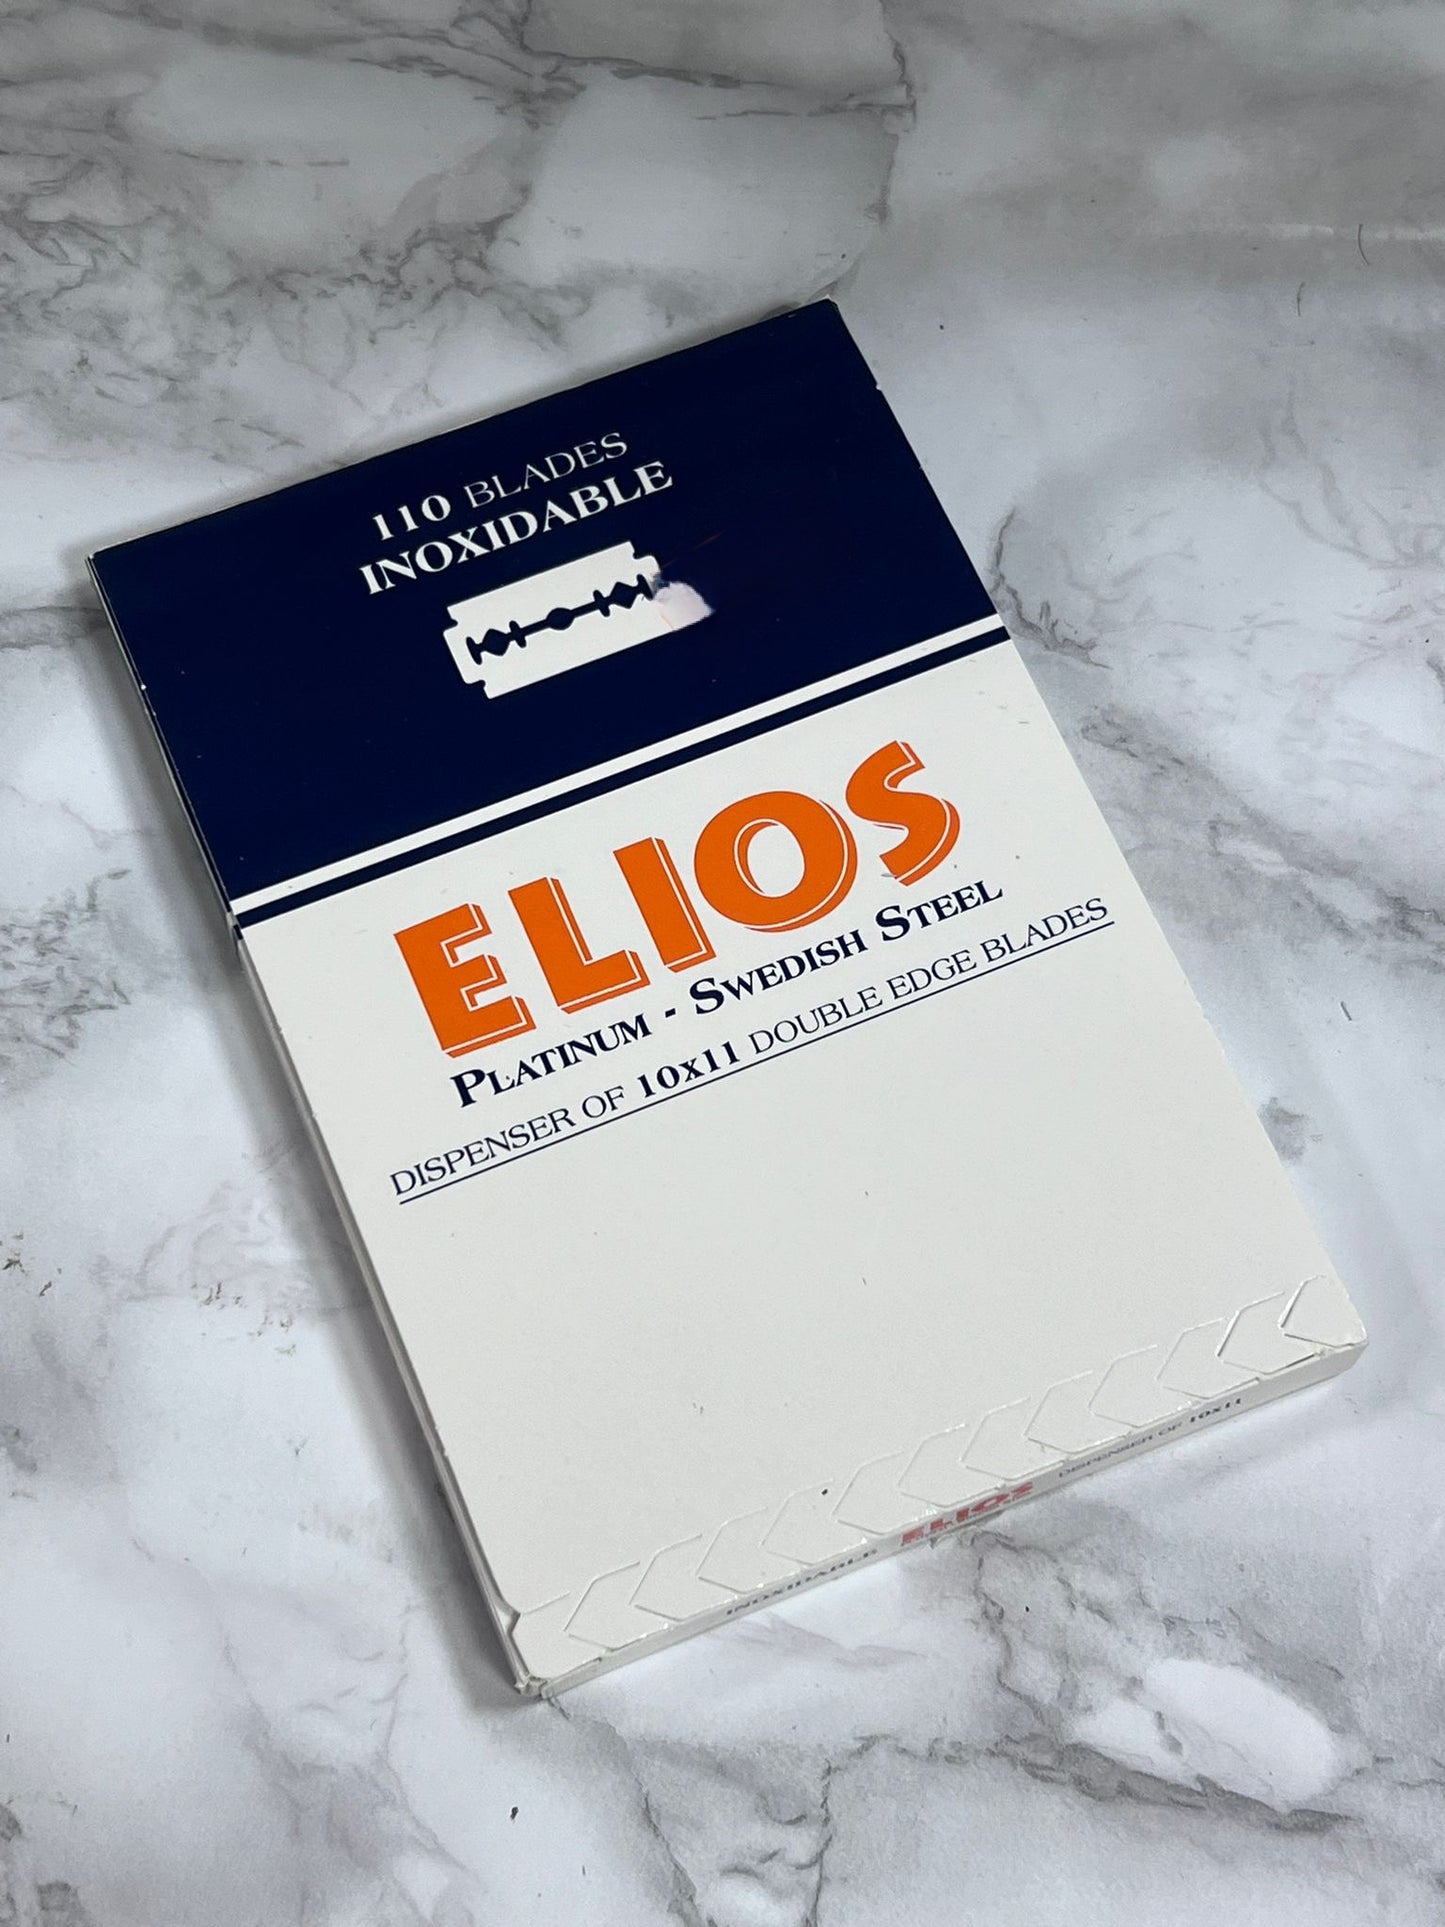 110 BLADES
INOXIDABLE
ELIOS
PLATINUM - SWEDISH STEEL
DISPENSER OF 10X11 DOUBLE EDGE BLADES
INOXIDABLE ELIOS DISPENSER OF 10X11